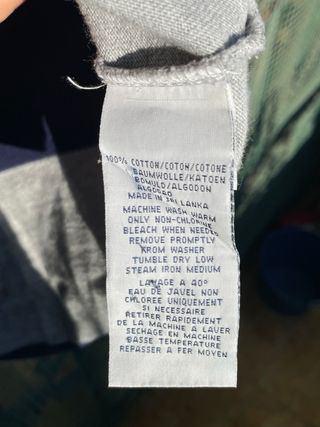 100% COTTON/COTON/COTONE
BAUMWOLLE/KATOEN
BOMULD/ALGODON
ALGODAO
MADE IN SRI LANKA
MACHINE WASH WARM
ONLY NON-CHLORINE
BLEACH WHEN NEEDED
REMOVE PROMPTLY
FROM WASHER
TUMBLE DRY LOW
STEAM IRON MEDIUM
LAVAGE A 40°
EAU DE JAVEL NON
CHLOREE UNIQUEMENT
SI NECESSAIRE
RETIRER RAPIDEMENT
DE LA MACHINE A LAVER
SECHAGE EN MACHINE
BASSE TEMPERATURE
REPASSER A FER MOYEN